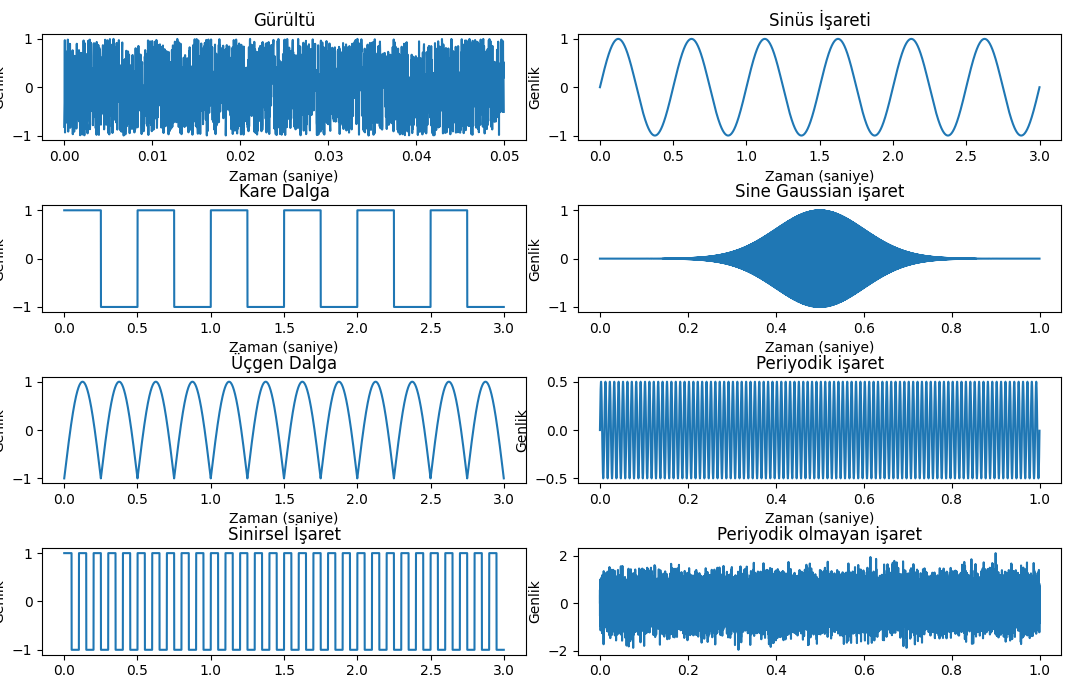 Gürültü
Genlik
1
0
−1
0.00 0.01 0.02 0.03 0.04 0.05
Zaman (saniye)
Sinüs İşareti
Genlik
1
0
−1
0.0 0.5 1.0 1.5 2.0 2.5 3.0
Zaman (saniye)
Kare Dalga
Genlik
1
0
−1
0.0 0.5 1.0 1.5 2.0 2.5 3.0
Zaman (saniye)
Sine Gaussian işaret
Genlik
1
0
−1
0.0 0.2 0.4 0.6 0.8 1.0
Zaman (saniye)
Üçgen Dalga
Genlik
1
0
−1
0.0 0.5 1.0 1.5 2.0 2.5 3.0
Zaman (saniye)
Periyodik işaret
Genlik
0.5
0.0
−0.5
0.0 0.2 0.4 0.6 0.8 1.0
Zaman (saniye)
Sinirsel İşaret
Genlik
1
0
−1
0.0 0.5 1.0 1.5 2.0 2.5 3.0
Periyodik olmayan işaret
Genlik
2
0
−2
0.0 0.2 0.4 0.6 0.8 1.0